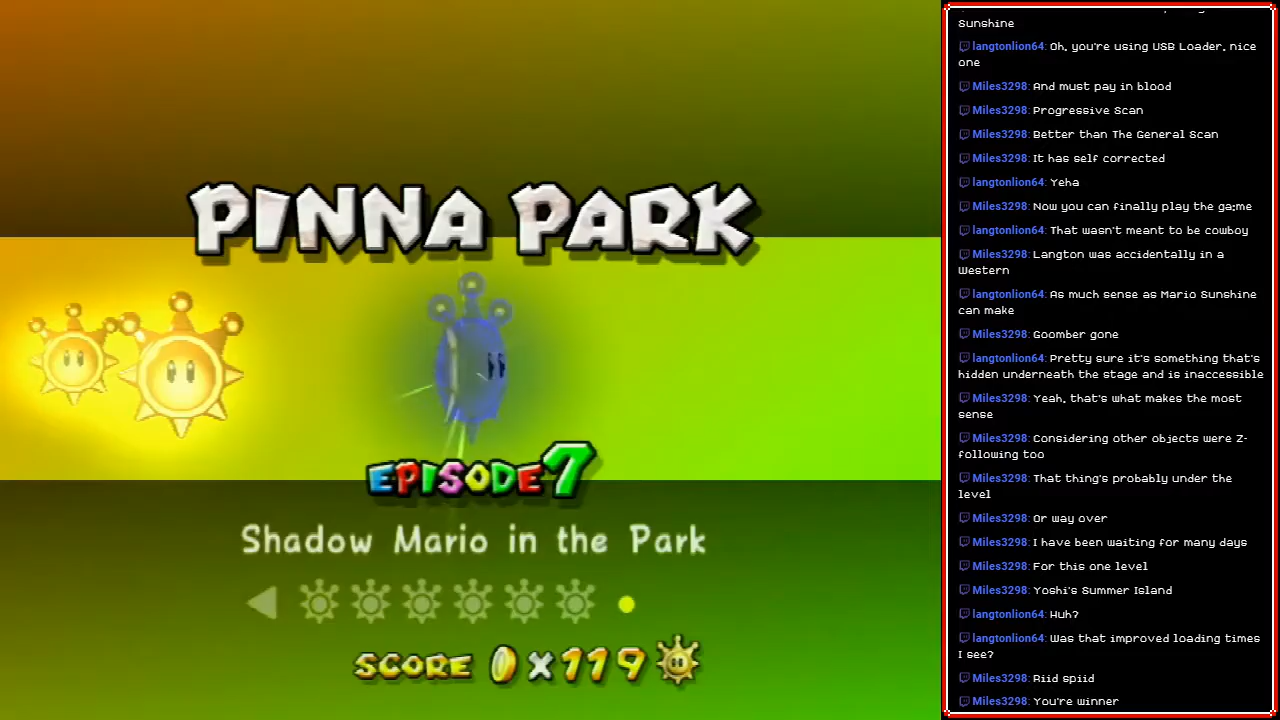 PINNA PARK
EPISODE 7
Shadow Mario in the Park
SCORE 0 x 119
Sunshine
langtonlion64: Oh, you're using USB Loader, nice
one
Miles3298: And must pay in blood
Miles3298: Progressive Scan
Miles3298: Better than The General Scan
Miles3298: It has self corrected
langtonlion64: Yeha
Miles3298: Now you can finally play the ga;me
langtonlion64: That wasn't meant to be cowboy
Miles3298: Langton was accidentally in a
Western
langtonlion64: As much sense as Mario Sunshine
can make
Miles3298: Goomber gone
langtonlion64: Pretty sure it's something that's
hidden underneath the stage and is inaccessible
Miles3298: Yeah, that's what makes the most
sense
Miles3298: Considering other objects were Z-
following too
Miles3298: That thing's probably under the
level
Miles3298: Or way over
Miles3298: I have been waiting for many days
Miles3298: For this one level
Miles3298: Yoshi's Summer Island
langtonlion64: Huh?
langtonlion64: Was that improved loading times
I see?
Miles3298: Riid spiid
Miles3298: You're winner